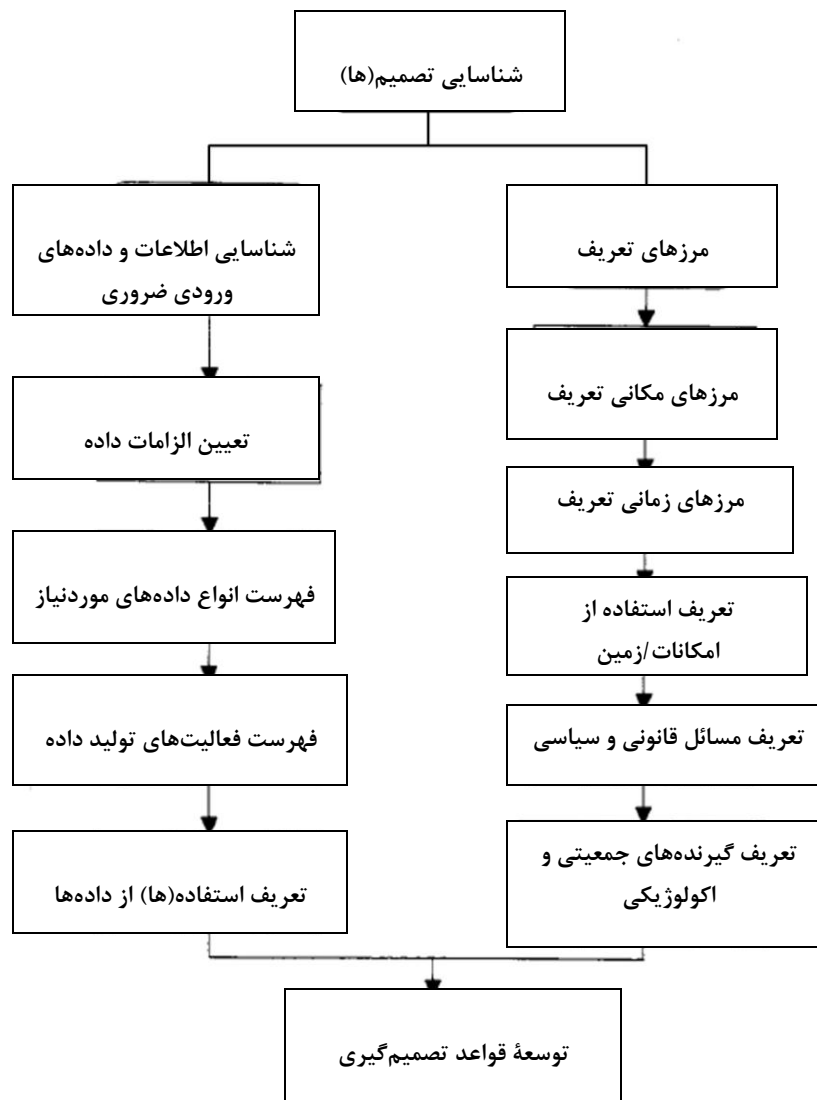 شناسایی تصمیم(ها)
مرزهای تعریف
شناسایی اطلاعات و داده‌های
ورودی ضروری
مرزهای مکانی تعریف
تعیین الزامات داده
مرزهای زمانی تعریف
فهرست انواع داده‌های موردنیاز
تعریف استفاده از
امکانات/زمین
فهرست فعالیت‌های تولید داده
تعریف مسائل قانونی و سیاسی
تعریف استفاده(ها) از داده‌ها
تعریف گیرنده‌های جمعیتی و
اکولوژیکی
توسعهٔ قواعد تصمیم‌گیری